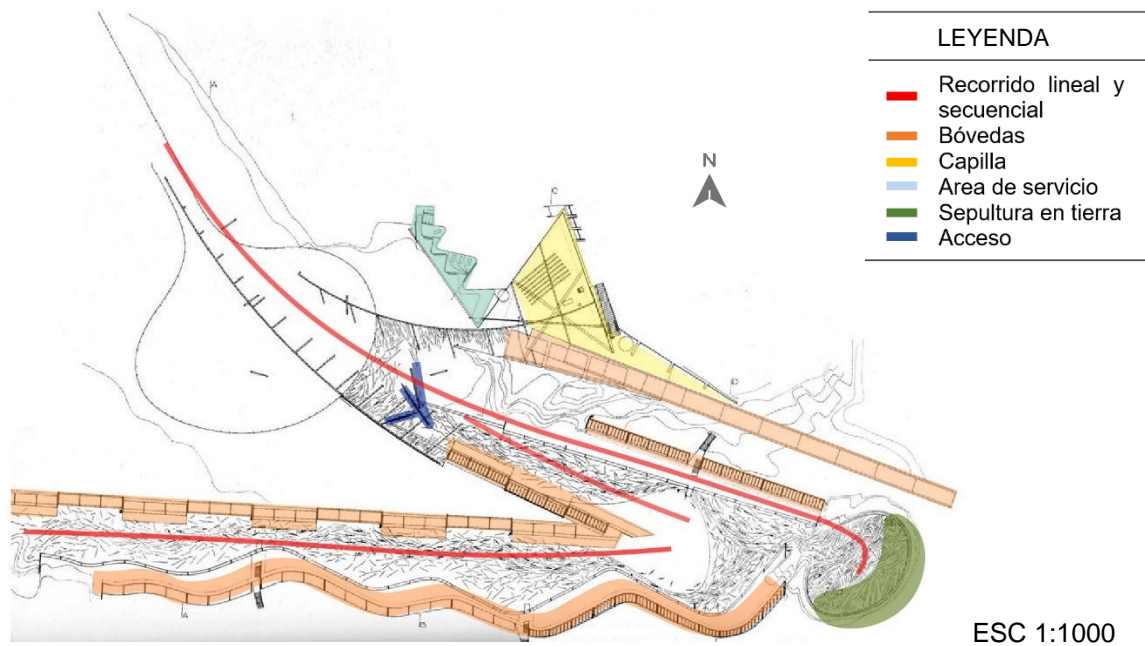 LEYENDA
Recorrido lineal y
secuencial
Bóvedas
Capilla
Area de servicio
Sepultura en tierra
Acceso
N
A
C
D
A
B
ESC 1:1000